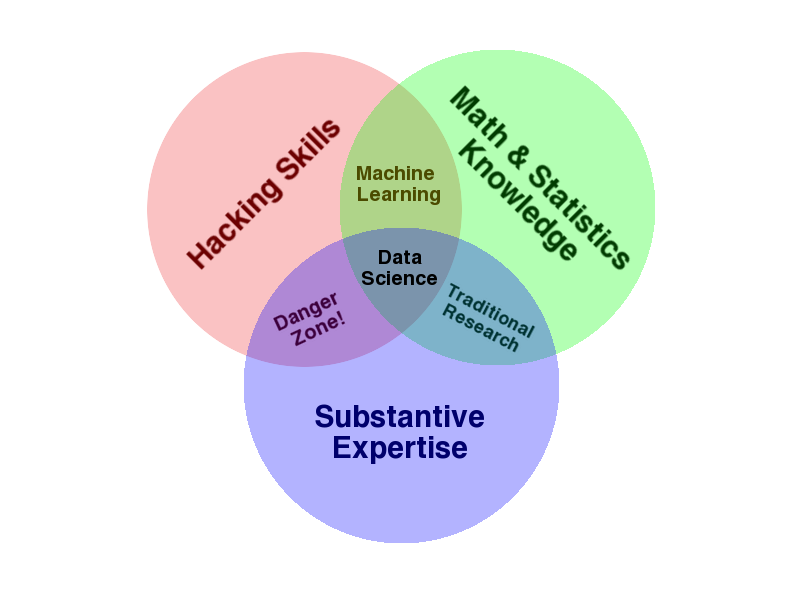 Hacking Skills
Math & Statistics
Knowledge
Machine
Learning
Data
Science
Danger
Zone!
Traditional
Research
Substantive
Expertise